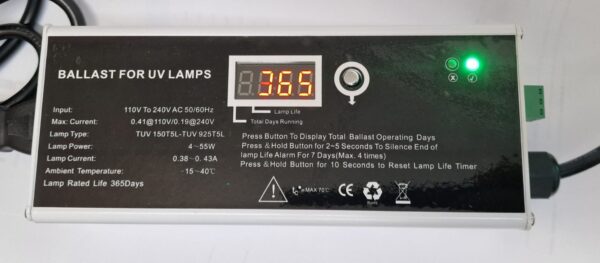 BALLAST FOR UV LAMPS
365
Lamp Life
Total Days Running
Input: 110V To 240V AC 50/60Hz
Max. Current: 0.41@110V/0.19@240V
Lamp Type: TUV 150T5L-TUV 925T5L
Lamp Power: 4~55W
Lamp Current: 0.38~0.43A
Ambient Temperature: -15~40℃
Lamp Rated Life 365Days
Press Button To Display Total Ballast Operating Days
Press &Hold Button for 2~5 Seconds To Silence End of
lamp Life Alarm For 7 Days(Max. 4 times)
Press &Hold Button for 10 Seconds to Reset Lamp Life Timer
MAX 70℃ CE RoHS